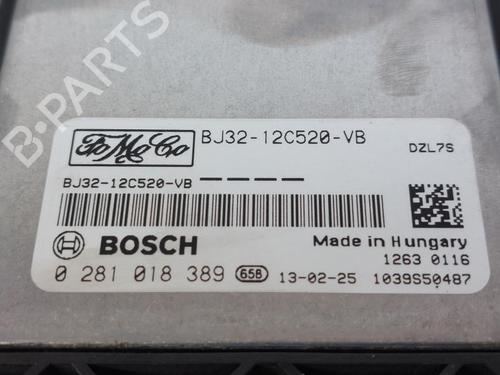 B-PARTS
FoMoCo
BJ32-12C520-VB
DZL7S
BJ32-12C520-VB
BOSCH
Made in Hungary
1263 0116
0 281 018 389 658 13-02-25 1039S50487